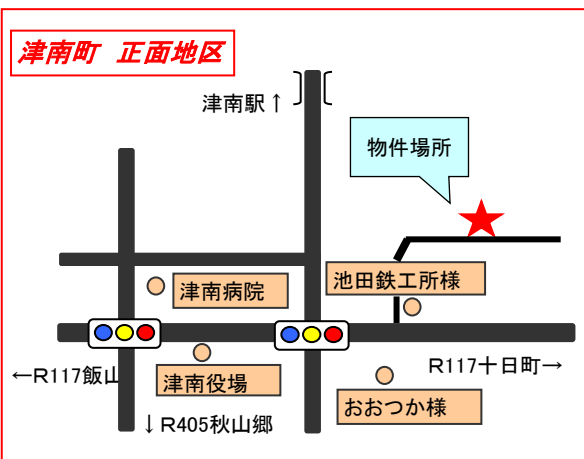 津南町　正面地区
津南駅↑
物件場所
津南病院
池田鉄工所様
←R117飯山
津南役場
R117十日町→
おおつか様
↓R405秋山郷